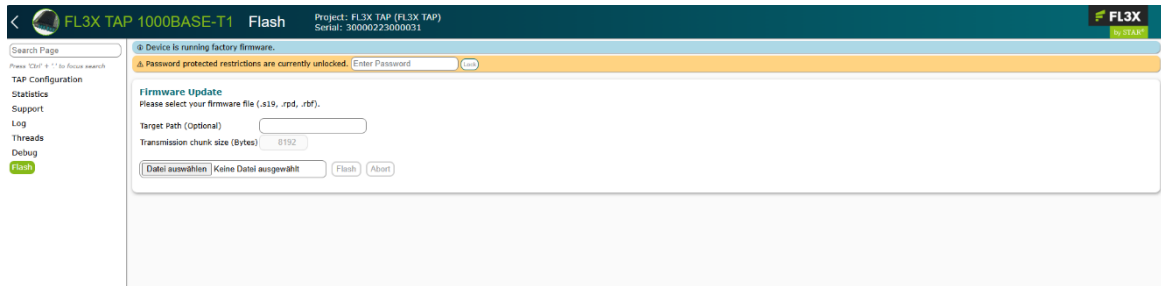 FL3X TAP 1000BASE-T1 Flash
Project: FL3X TAP (FL3X TAP)
Serial: 30000223000031
FL3X
by STAR*
Search Page
Press 'Ctrl' + ':' to focus search
TAP Configuration
Statistics
Support
Log
Threads
Debug
Flash
Device is running factory firmware.
Password protected restrictions are currently unlocked. Enter Password Lock
Firmware Update
Please select your firmware file (.s19, .rpd, .rbf).
Target Path (Optional)
Transmission chunk size (Bytes) 8192
Datei auswählen Keine Datei ausgewählt Flash Abort